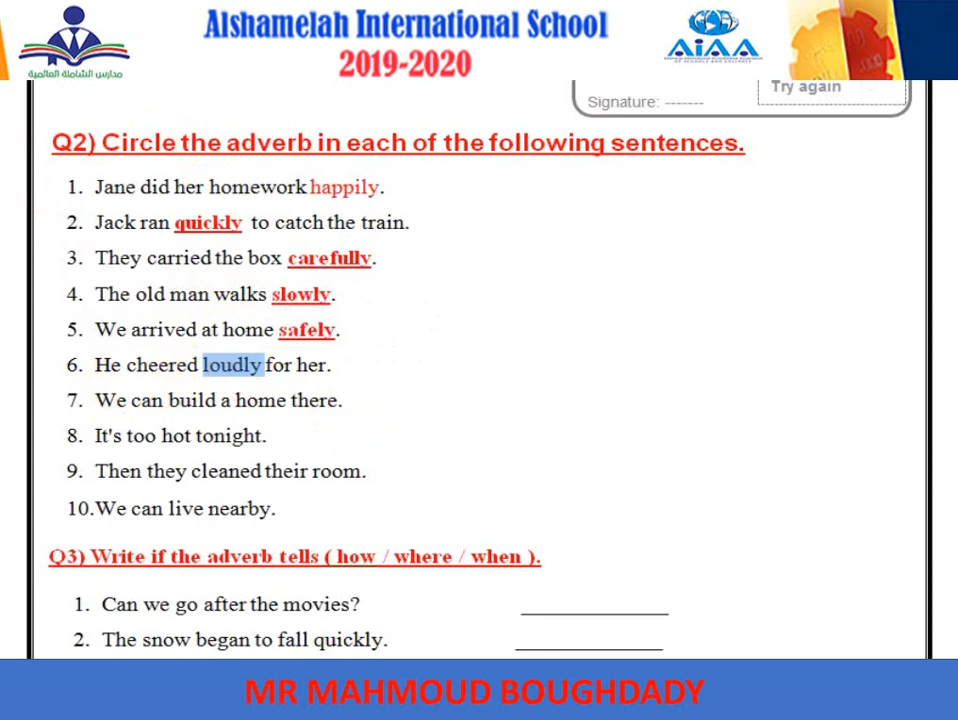 Alshamelah International School
2019-2020
مدارس الشاملة العالمية
AiAA
Try again
Signature: -------
Q2) Circle the adverb in each of the following sentences.
1. Jane did her homework happily.
2. Jack ran quickly to catch the train.
3. They carried the box carefully.
4. The old man walks slowly.
5. We arrived at home safely.
6. He cheered loudly for her.
7. We can build a home there.
8. It's too hot tonight.
9. Then they cleaned their room.
10.We can live nearby.
Q3) Write if the adverb tells ( how / where / when ).
1. Can we go after the movies? ____________
2. The snow began to fall quickly. ____________
MR MAHMOUD BOUGHDADY